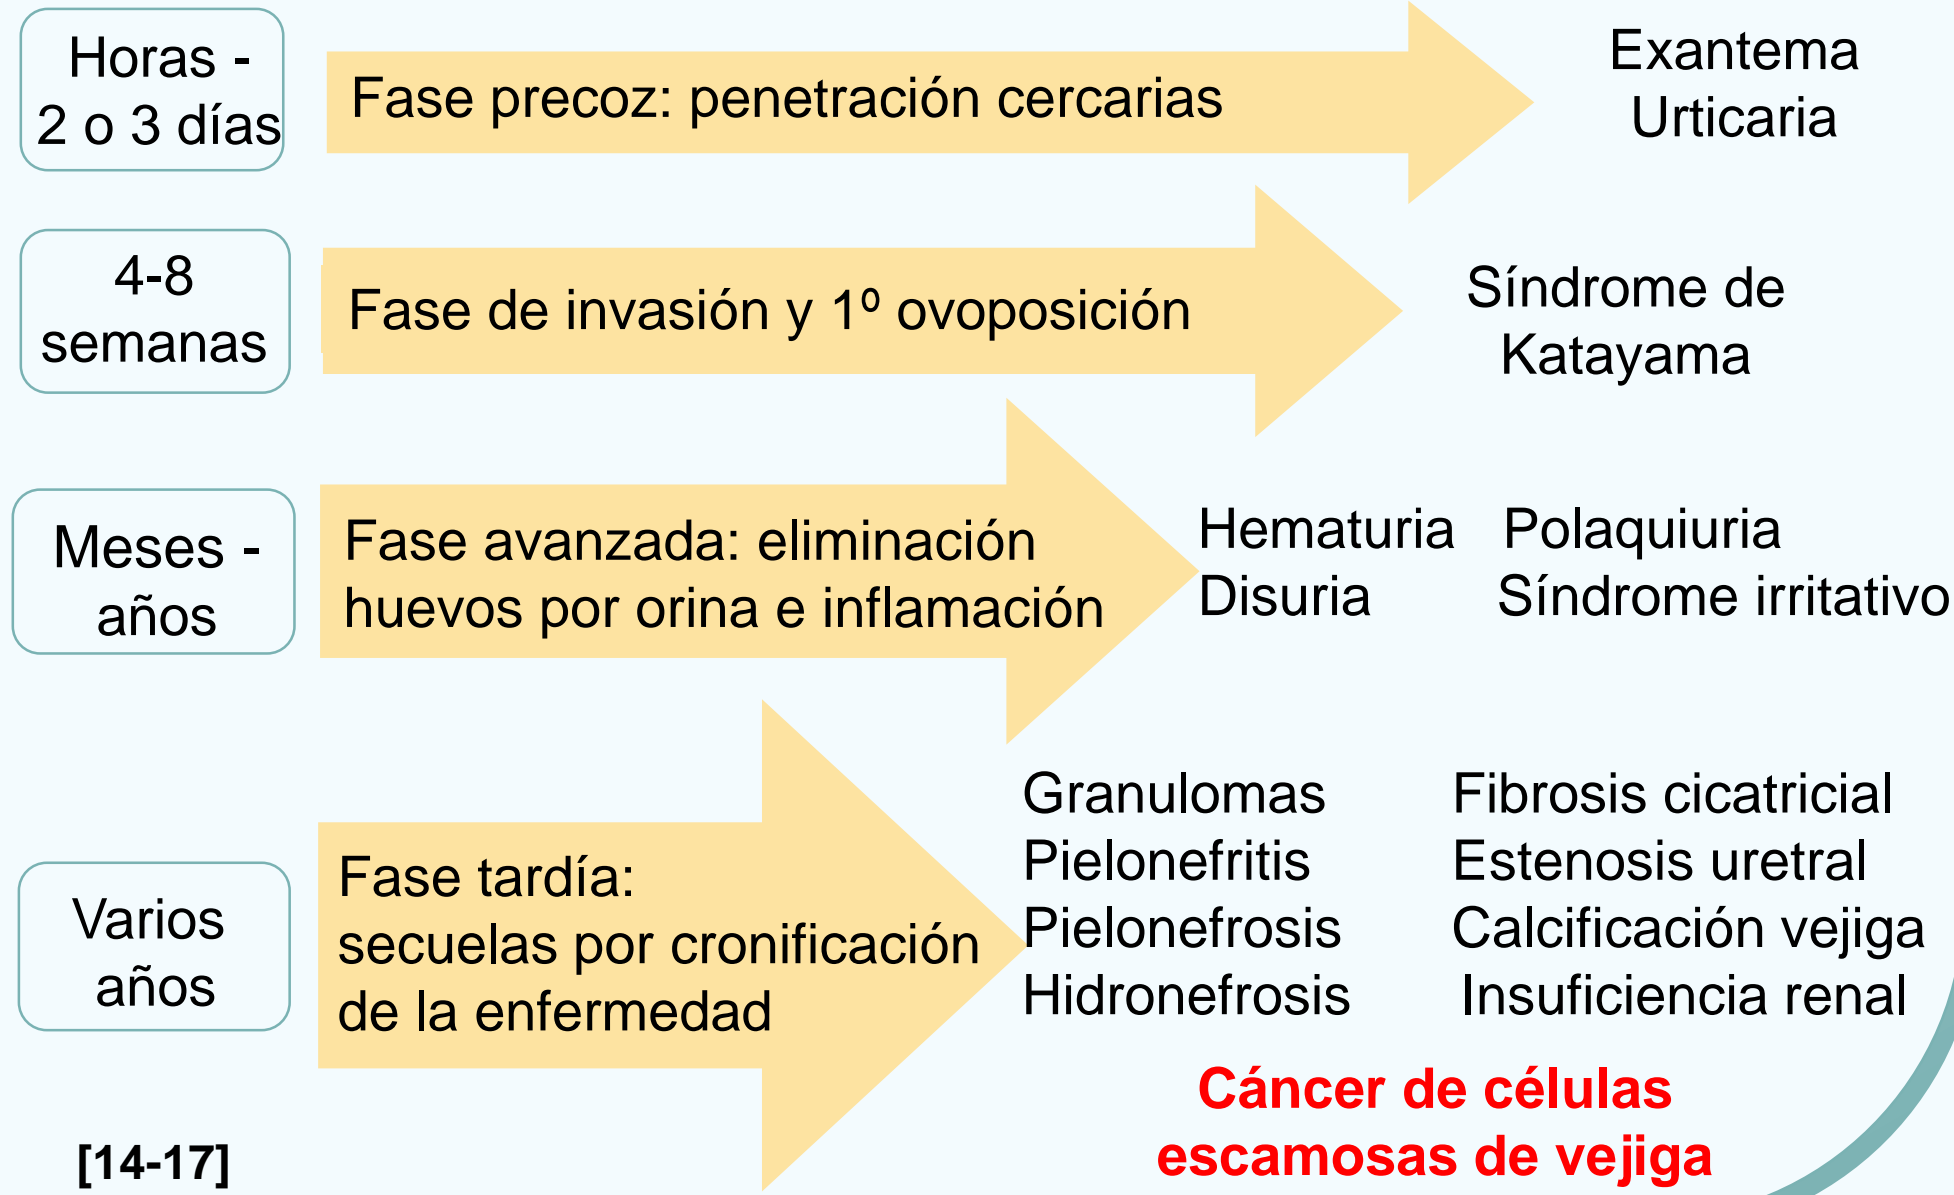 Horas -
2 o 3 días
Fase precoz: penetración cercarias
Exantema
Urticaria
4-8
semanas
Fase de invasión y 1º ovoposición
Síndrome de
Katayama
Meses -
años
Fase avanzada: eliminación
huevos por orina e inflamación
Hematuria Polaquiuria
Disuria Síndrome irritativo
Varios
años
Fase tardía:
secuelas por cronificación
de la enfermedad
Granulomas Fibrosis cicatricial
Pielonefritis Estenosis uretral
Pielonefrosis Calcificación vejiga
Hidronefrosis Insuficiencia renal
Cáncer de células
escamosas de vejiga
[14-17]